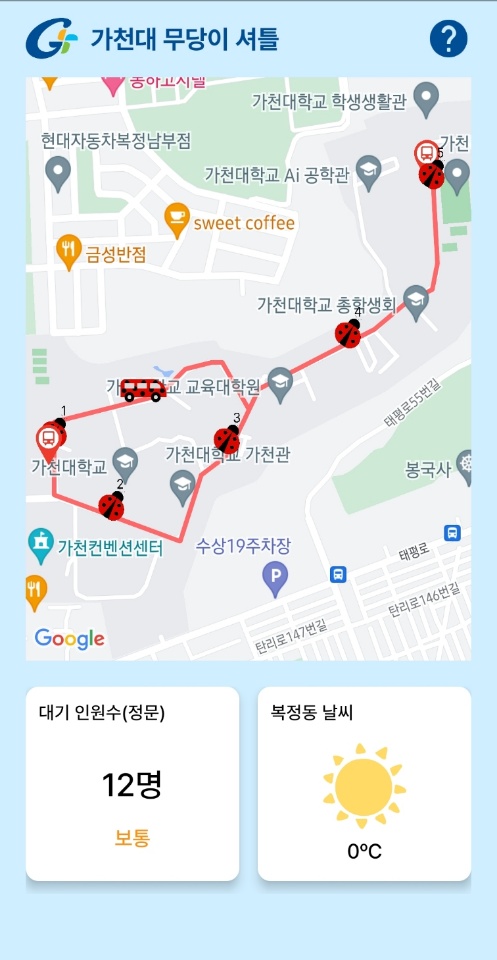 가천대 무당이 셔틀
?
동하고시텔
가천대학교 학생생활관
현대자동차복정남부점
가천
5
가천대학교 Ai 공학관
sweet coffee
금성반점
가천대학교 총학생회
4
교 교육대학원
태평로55번길
1
3
가천대학교
가천대학교 가천관
봉국사
2
가천컨벤션센터
수상19주차장
P
태평로
탄리로146번길
탄리로147번길
Google
대기 인원수(정문)
12명
보통
복정동 날씨
0°C